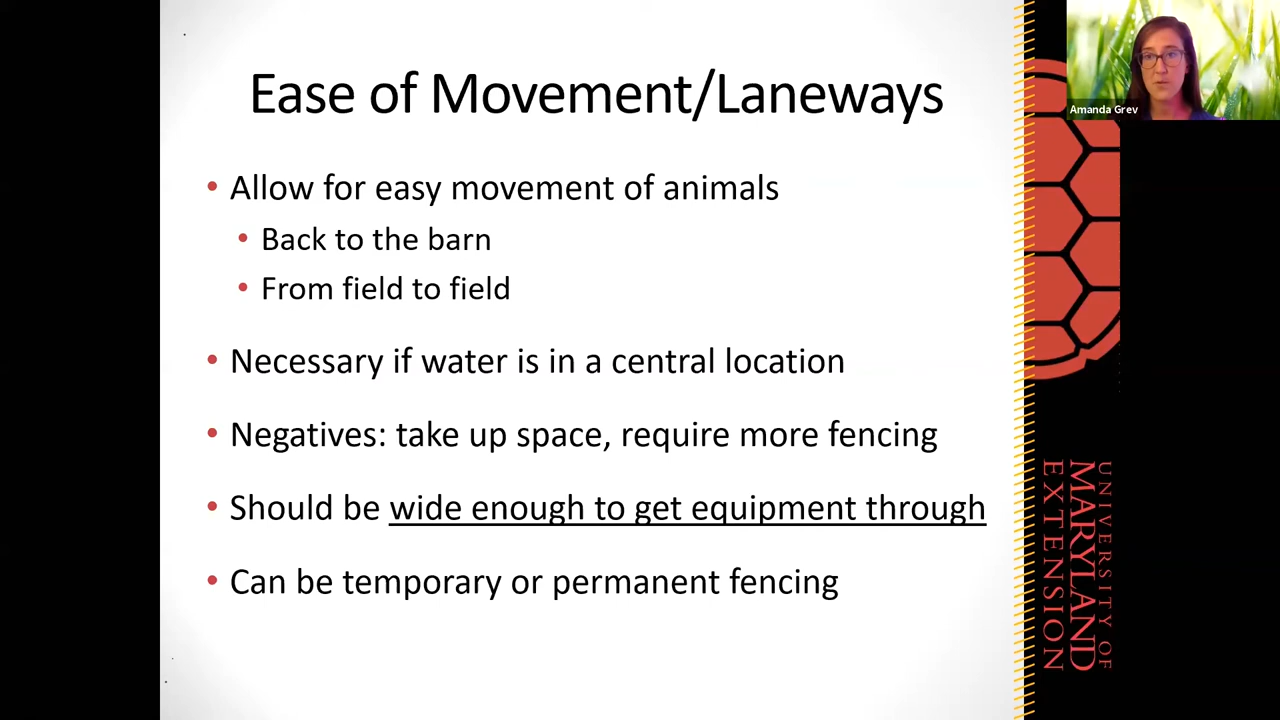 Ease of Movement/Laneways
• Allow for easy movement of animals
• Back to the barn
• From field to field
• Necessary if water is in a central location
• Negatives: take up space, require more fencing
• Should be wide enough to get equipment through
• Can be temporary or permanent fencing
Amanda Grev
UNIVERSITY OF
MARYLAND
EXTENSION